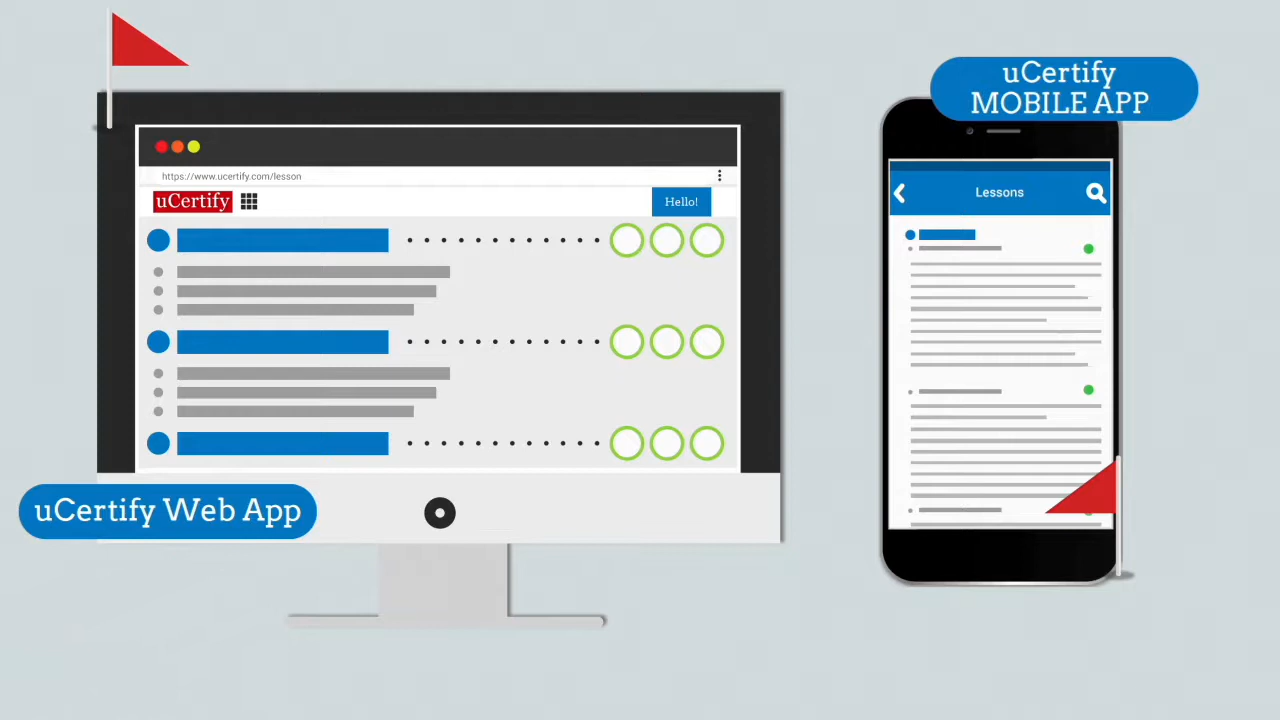 uCertify
MOBILE APP
https://www.ucertify.com/lesson
uCertify
Hello!
Lessons
uCertify Web App